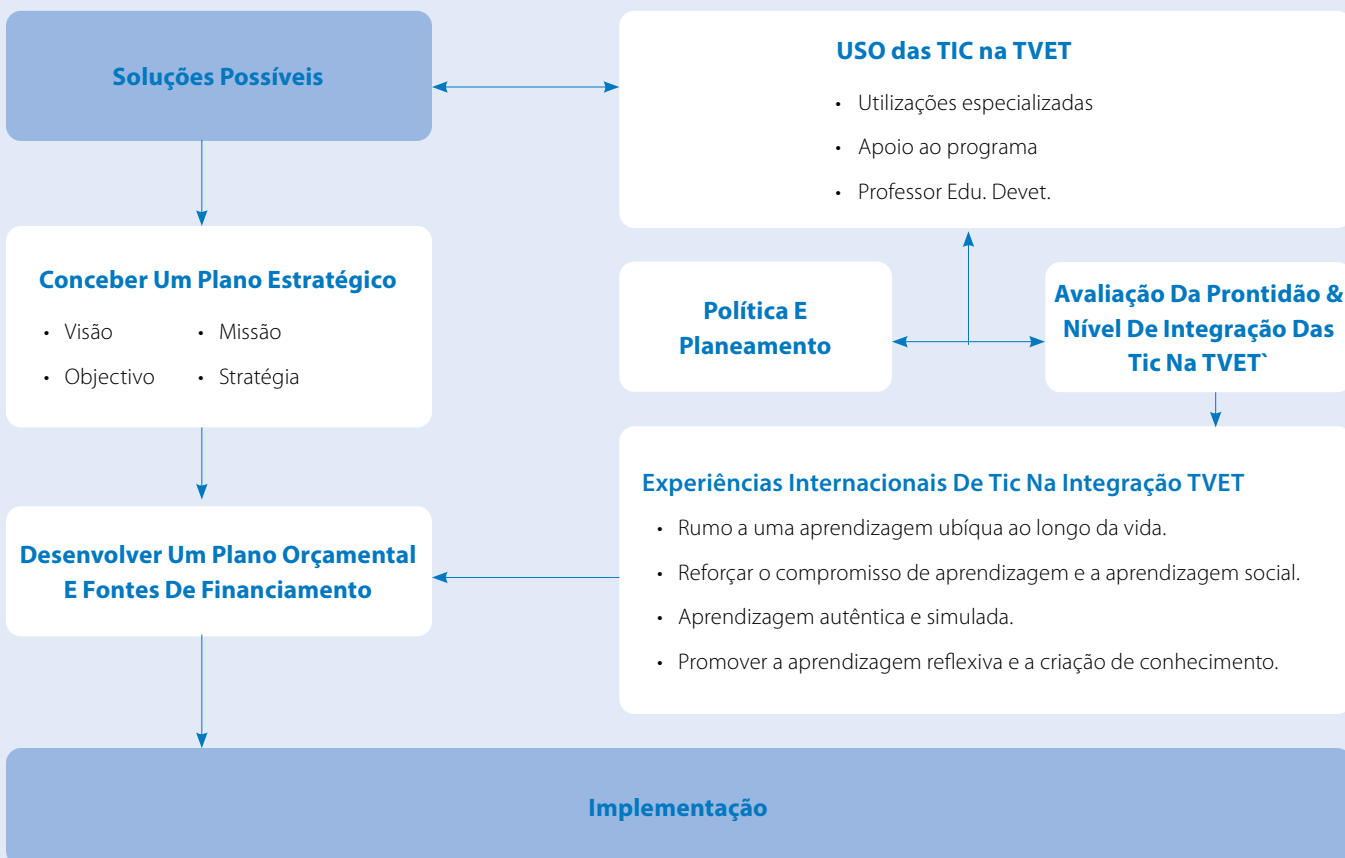 Soluções Possíveis
USO das TIC na TVET
• Utilizações especializadas
• Apoio ao programa
• Professor Edu. Devet.
Conceber Um Plano Estratégico
• Visão • Missão
• Objectivo • Stratégia
Política E
Planeamento
Avaliação Da Prontidão &
Nível De Integração Das
Tic Na TVET`
Experiências Internacionais De Tic Na Integração TVET
• Rumo a uma aprendizagem ubíqua ao longo da vida.
• Reforçar o compromisso de aprendizagem e a aprendizagem social.
• Aprendizagem autêntica e simulada.
• Promover a aprendizagem reflexiva e a criação de conhecimento.
Desenvolver Um Plano Orçamental
E Fontes De Financiamento
Implementação